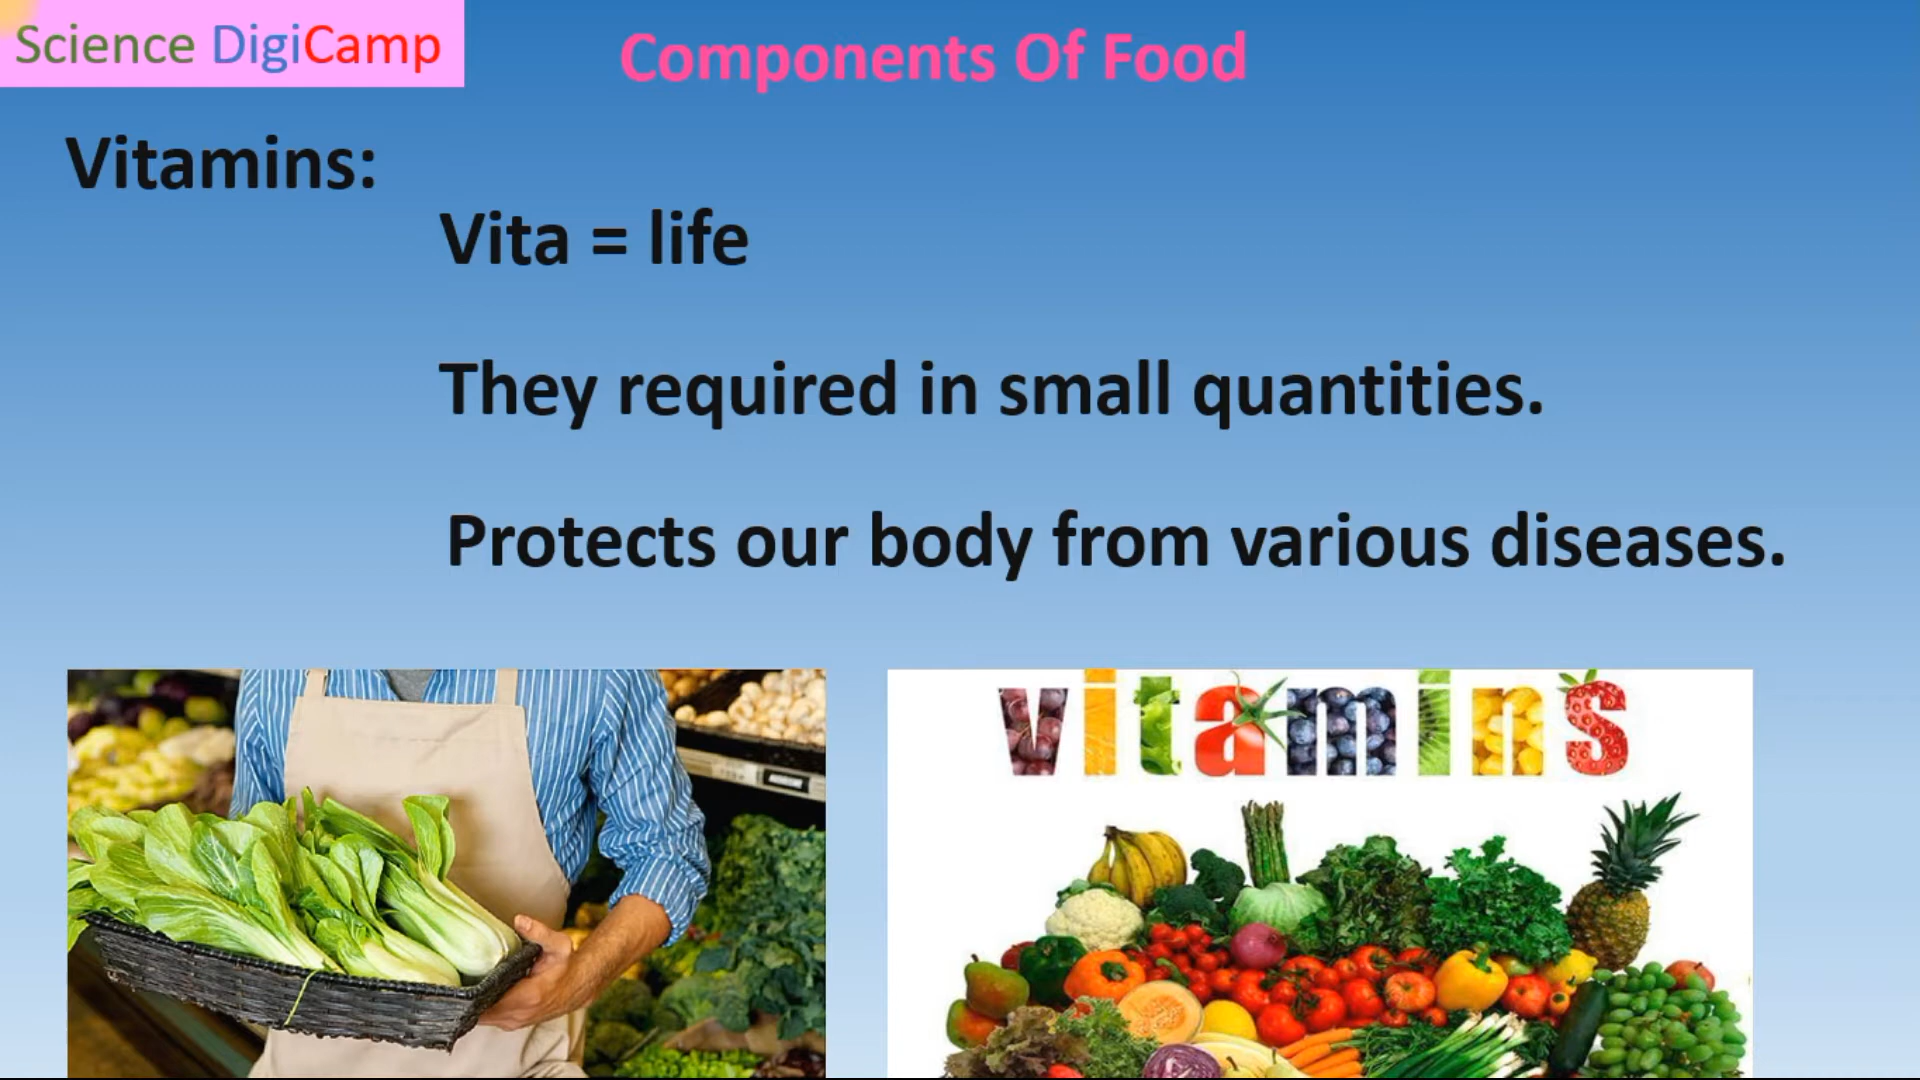 Science DigiCamp
Components Of Food
Vitamins:
Vita = life
They required in small quantities.
Protects our body from various diseases.
vitamins